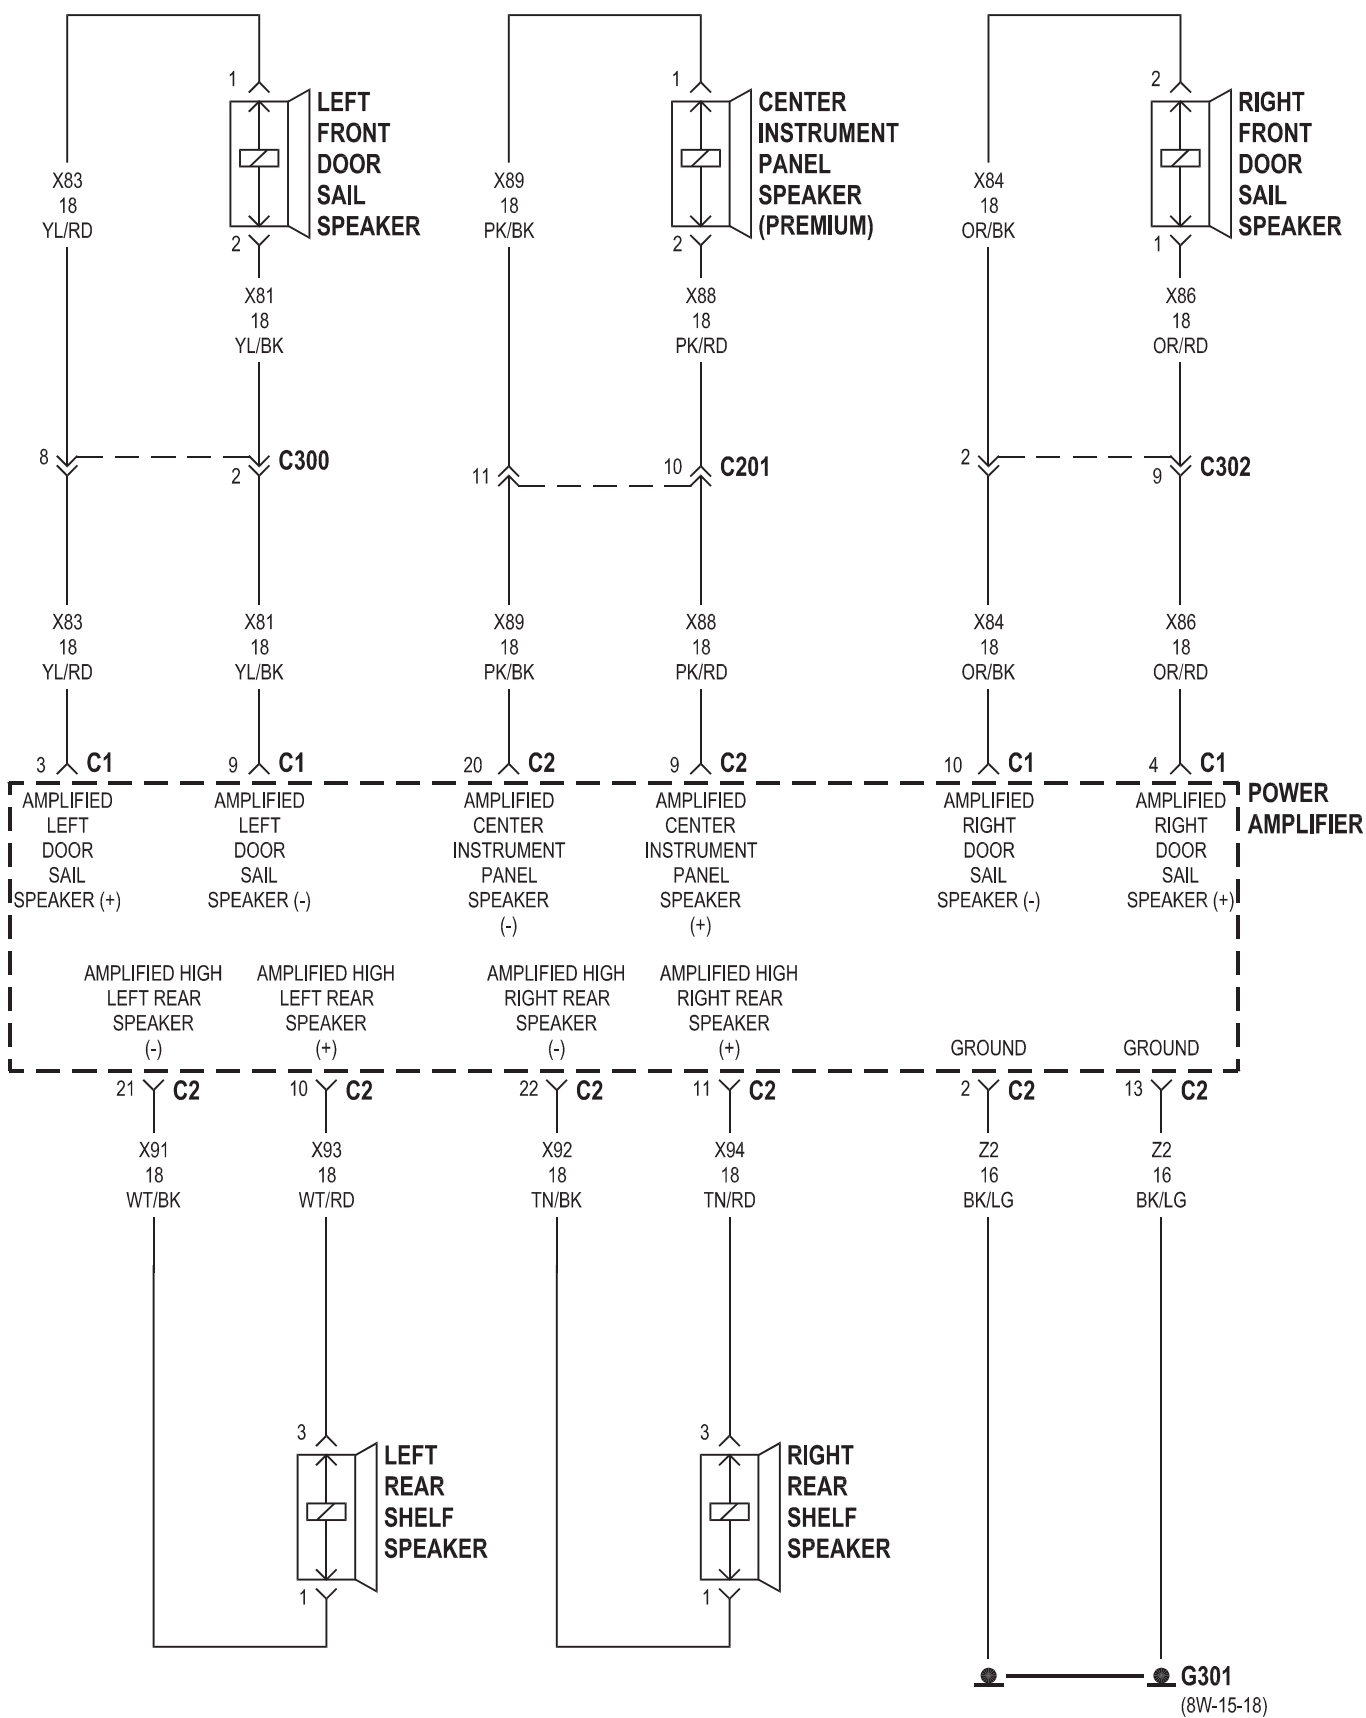 1
LEFT
FRONT
DOOR
SAIL
SPEAKER
2
X83
18
YL/RD
X81
18
YL/BK
1
CENTER
INSTRUMENT
PANEL
SPEAKER
(PREMIUM)
2
X89
18
PK/BK
X88
18
PK/RD
2
RIGHT
FRONT
DOOR
SAIL
SPEAKER
1
X84
18
OR/BK
X86
18
OR/RD
8
2
C300
11
10
C201
2
9
C302
X83
18
YL/RD
X81
18
YL/BK
X89
18
PK/BK
X88
18
PK/RD
X84
18
OR/BK
X86
18
OR/RD
3
C1
9
C1
20
C2
9
C2
10
C1
4
C1
POWER
AMPLIFIER
AMPLIFIED
LEFT
DOOR
SAIL
SPEAKER (+)
AMPLIFIED
LEFT
DOOR
SAIL
SPEAKER (-)
AMPLIFIED
CENTER
INSTRUMENT
PANEL
SPEAKER
(-)
AMPLIFIED
CENTER
INSTRUMENT
PANEL
SPEAKER
(+)
AMPLIFIED
RIGHT
DOOR
SAIL
SPEAKER (-)
AMPLIFIED
RIGHT
DOOR
SAIL
SPEAKER (+)
AMPLIFIED HIGH
LEFT REAR
SPEAKER
(-)
AMPLIFIED HIGH
LEFT REAR
SPEAKER
(+)
AMPLIFIED HIGH
RIGHT REAR
SPEAKER
(-)
AMPLIFIED HIGH
RIGHT REAR
SPEAKER
(+)
GROUND
GROUND
21
C2
10
C2
22
C2
11
C2
2
C2
13
C2
X91
18
WT/BK
X93
18
WT/RD
X92
18
TN/BK
X94
18
TN/RD
Z2
16
BK/LG
Z2
16
BK/LG
3
LEFT
REAR
SHELF
SPEAKER
1
3
RIGHT
REAR
SHELF
SPEAKER
1
G301
(8W-15-18)